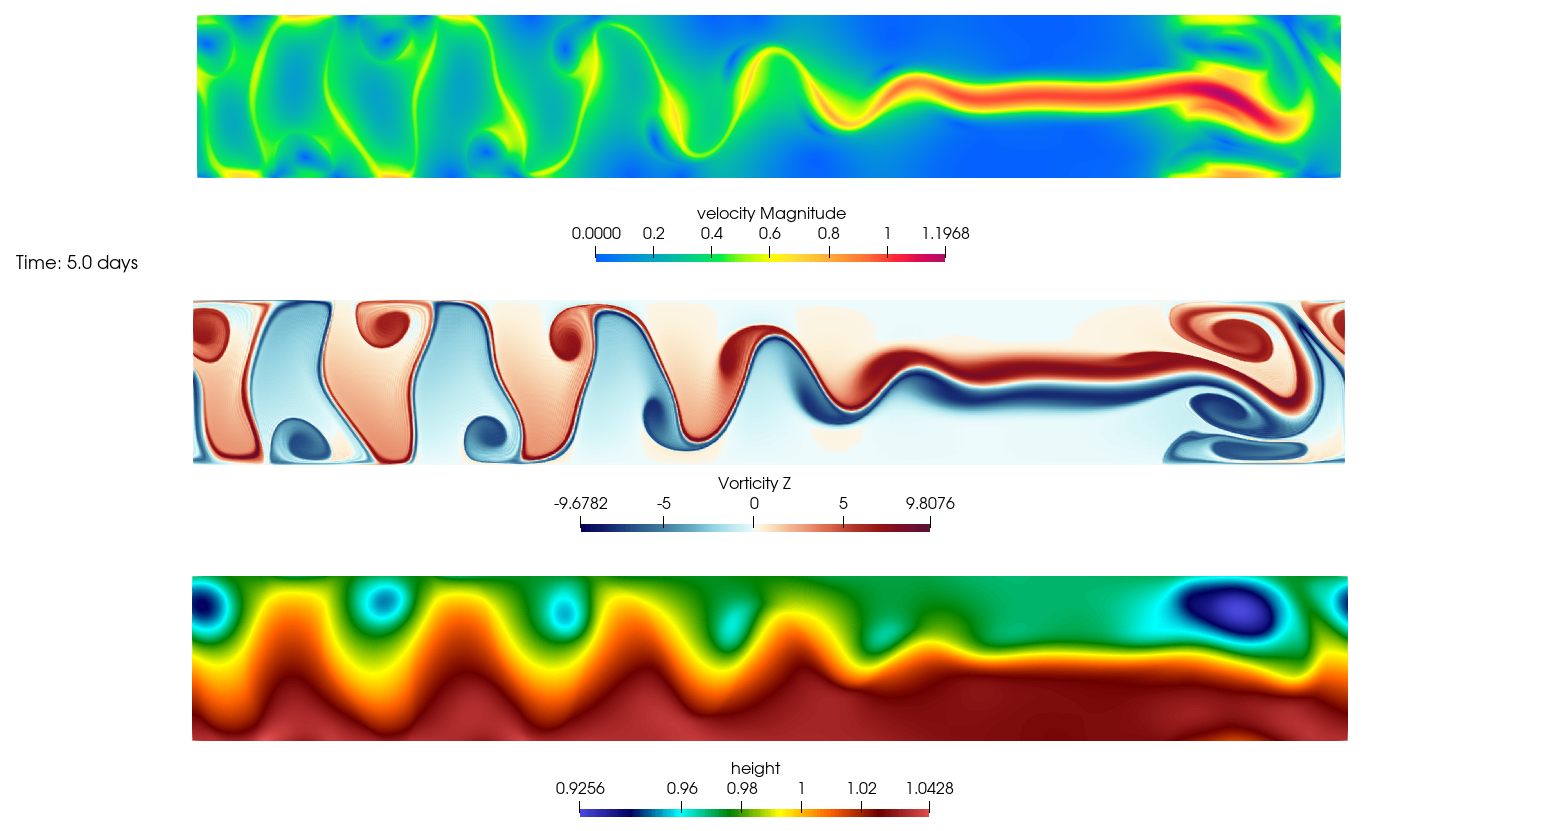 velocity Magnitude
0.0000 0.2 0.4 0.6 0.8 1 1.1968
Time: 5.0 days
Vorticity Z
-9.6782 -5 0 5 9.8076
height
0.9256 0.96 0.98 1 1.02 1.0428